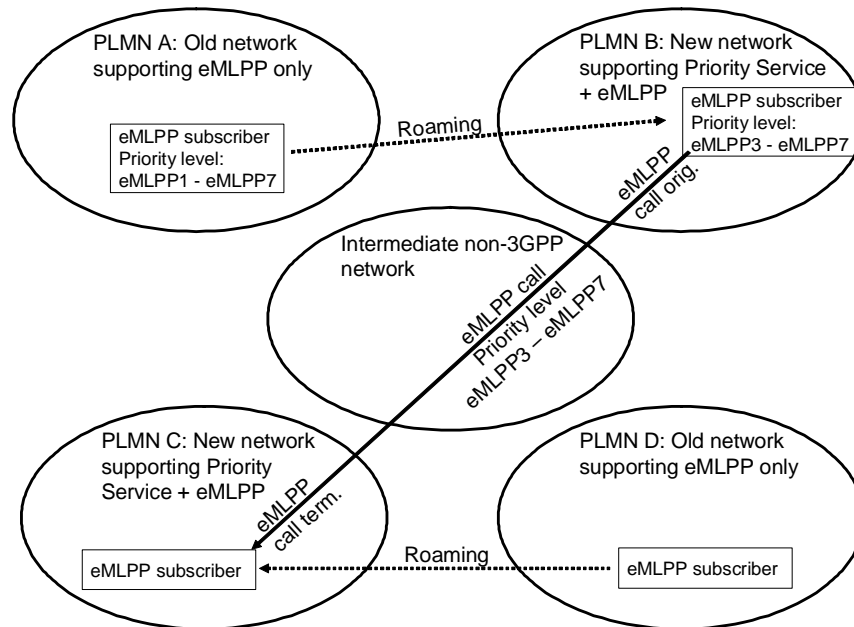 PLMN A: Old network
supporting eMLPP only
eMLPP subscriber
Priority level:
eMLPP1 - eMLPP7
Roaming
PLMN B: New network
supporting Priority Service
+ eMLPP
eMLPP subscriber
Priority level:
eMLPP3 - eMLPP7
eMLPP
call orig.
Intermediate non-3GPP
network
eMLPP call
Priority level
eMLPP3 – eMLPP7
PLMN C: New network
supporting Priority
Service + eMLPP
eMLPP
call term.
eMLPP subscriber
Roaming
PLMN D: Old network
supporting eMLPP only
eMLPP subscriber